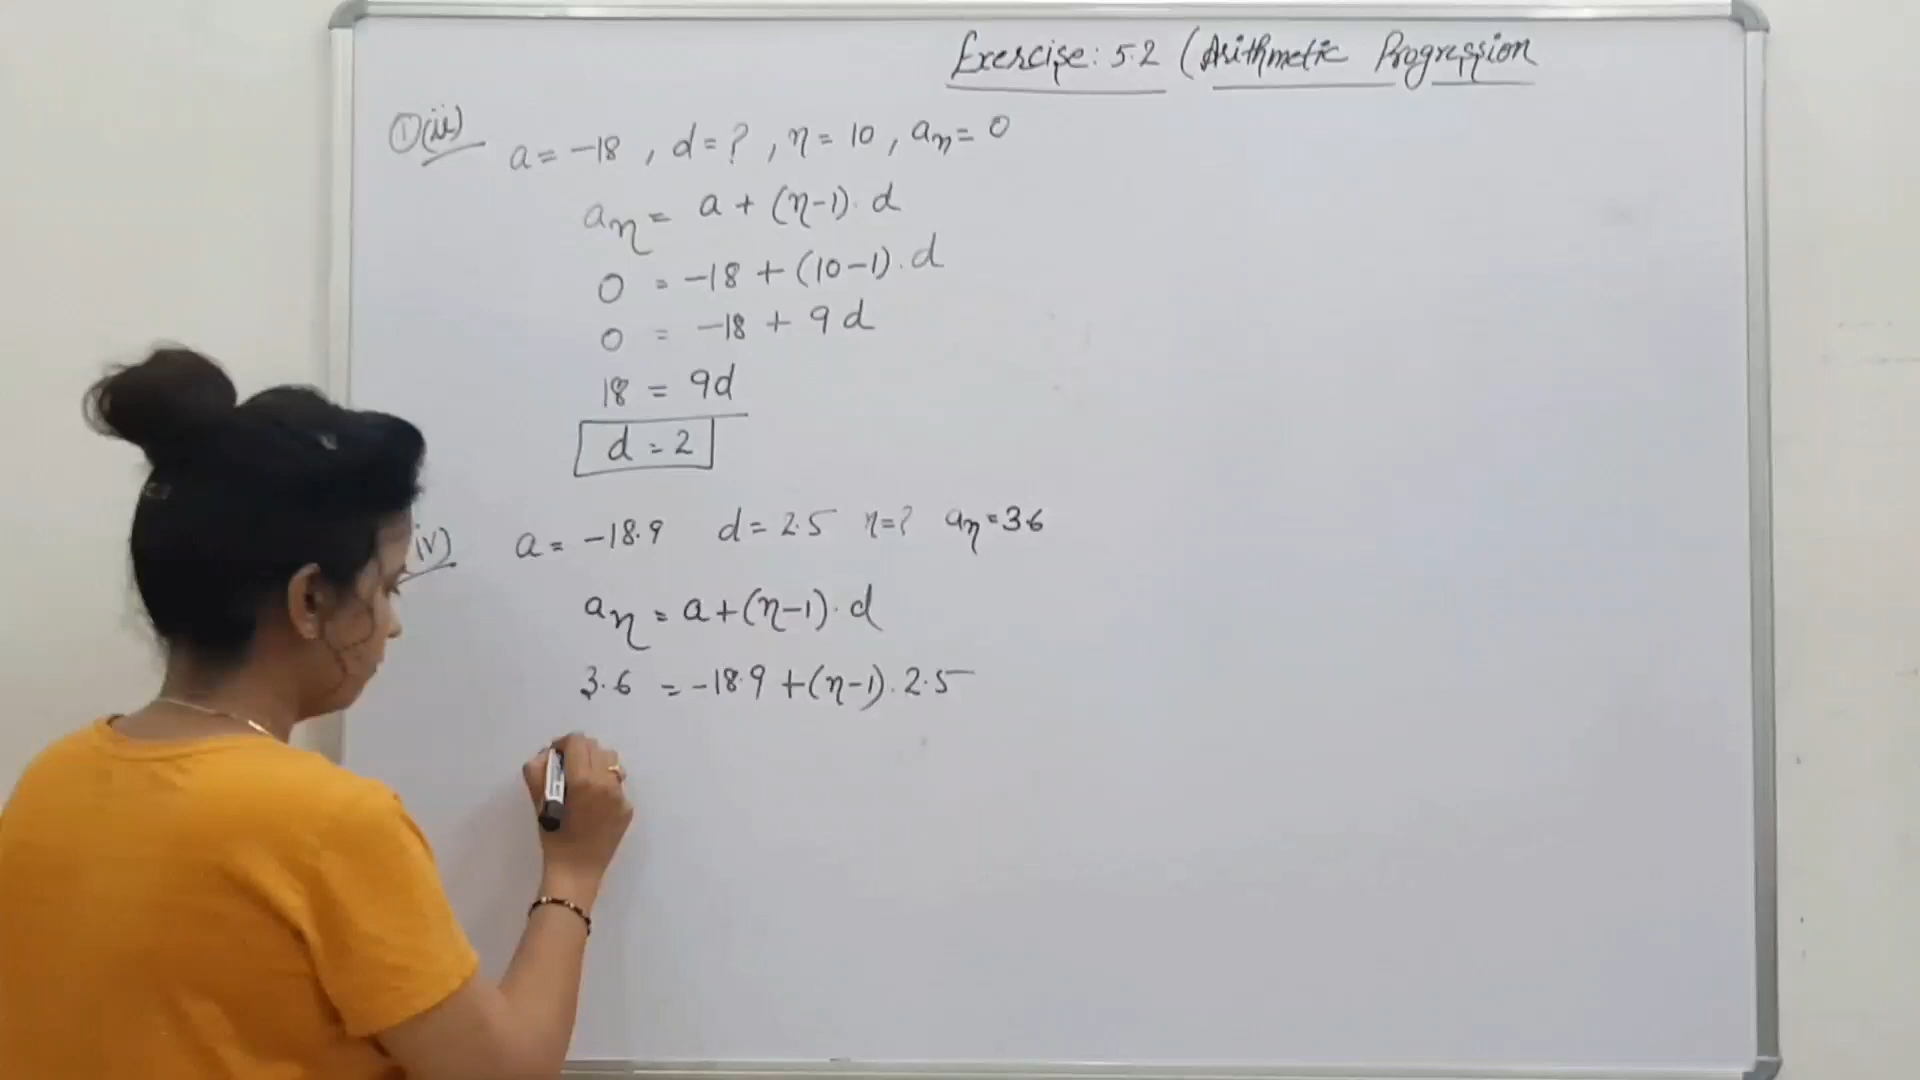 Exercise: 5.2 (Arithmetic Progression
①(ii) a = -18 , d = ? , n = 10 , an = 0
an = a + (n-1). d
0 = -18 + (10-1). d
0 = -18 + 9d
18 = 9d
d = 2
iv) a = -18.9 d = 2.5 n = ? an = 3.6
an = a + (n-1). d
3.6 = -18.9 + (n-1). 2.5